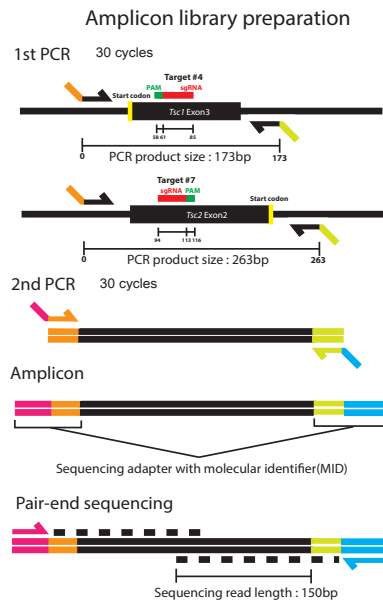 Amplicon library preparation
1st PCR 30 cycles
Target #4
PAM sgRNA
Start codon
Tsc1 Exon3
58 61 85
0 173
PCR product size : 173bp
Target #7
sgRNA PAM
Start codon
Tsc2 Exon2
94 113 116
0 263
PCR product size : 263bp
2nd PCR 30 cycles
Amplicon
Sequencing adapter with molecular identifier(MID)
Pair-end sequencing
Sequencing read length : 150bp